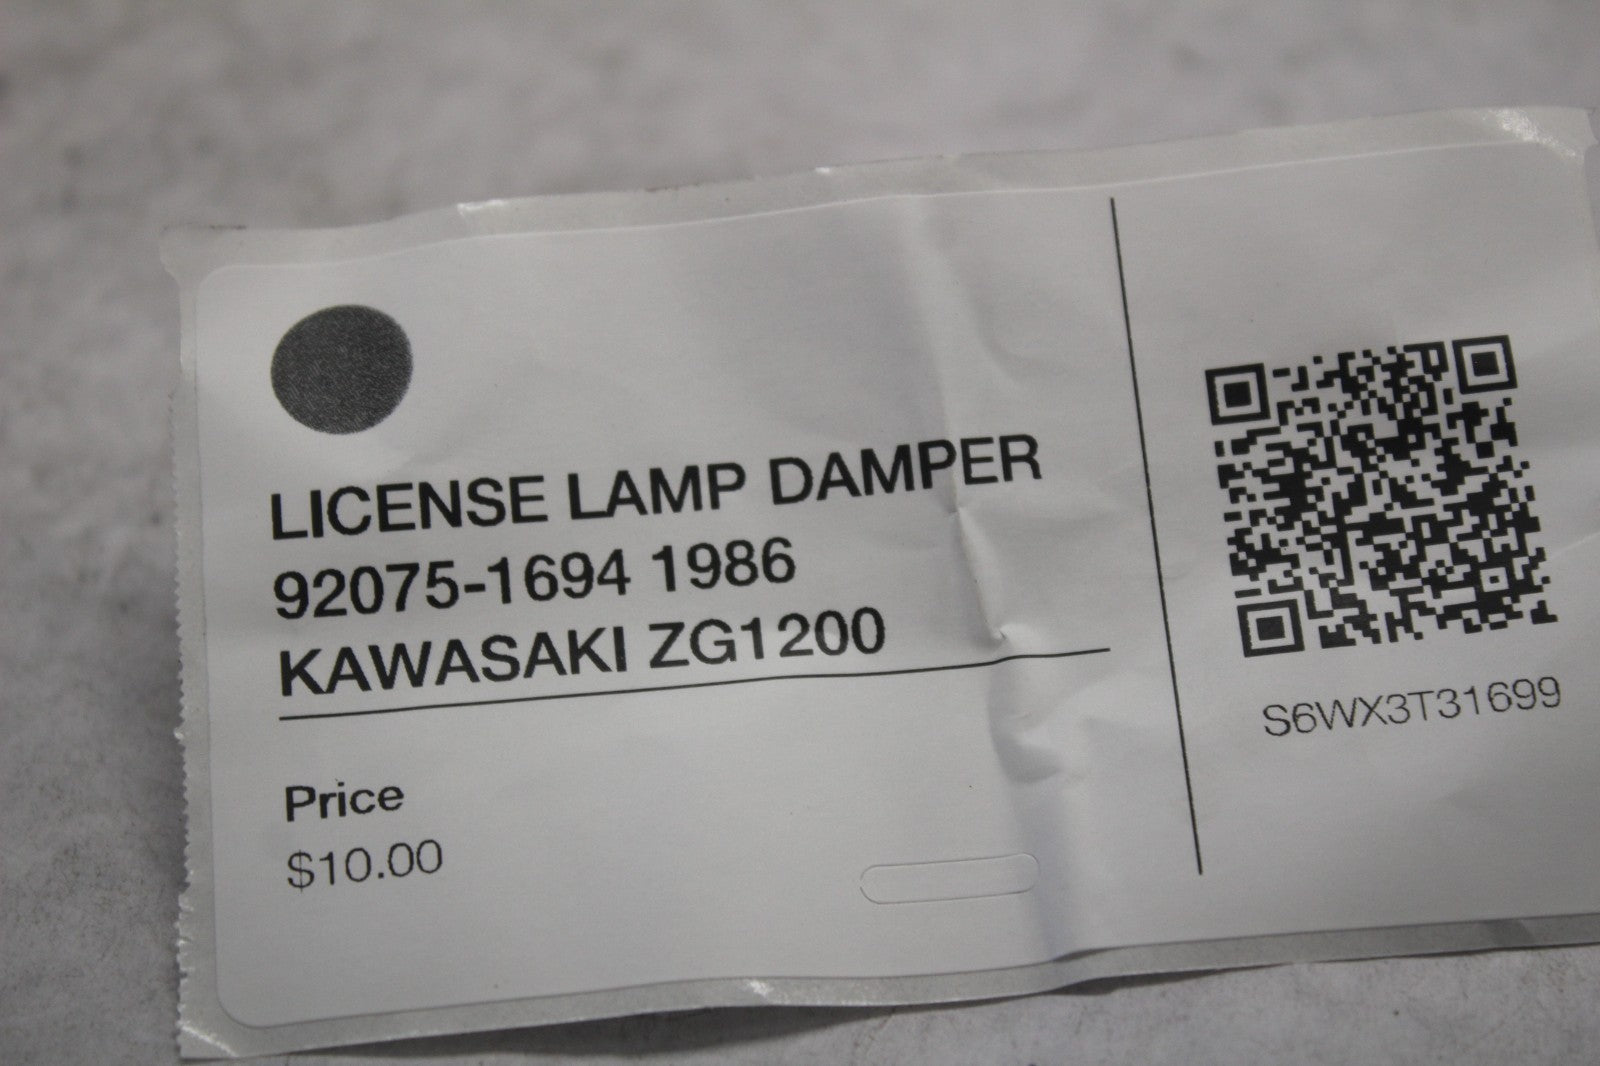 LICENSE LAMP DAMPER
92075-1694 1986
KAWASAKI ZG1200
Price
$10.00
S6WX3T31699